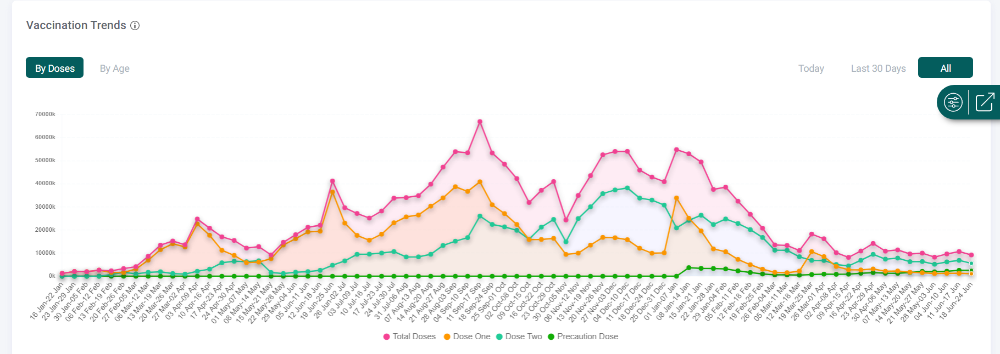 Vaccination Trends
By Doses
By Age
Today
Last 30 Days
All
70000k
60000k
50000k
40000k
30000k
20000k
10000k
0k
16 Jan-22 Jan
23 Jan-29 Jan
30 Jan-05 Feb
06 Feb-12 Feb
13 Feb-19 Feb
20 Feb-26 Feb
27 Feb-05 Mar
06 Mar-12 Mar
13 Mar-19 Mar
20 Mar-26 Mar
27 Mar-02 Apr
03 Apr-09 Apr
10 Apr-16 Apr
17 Apr-23 Apr
24 Apr-30 Apr
01 May-07 May
08 May-14 May
15 May-21 May
22 May-28 May
29 May-04 Jun
05 Jun-11 Jun
12 Jun-18 Jun
19 Jun-25 Jun
26 Jun-02 Jul
03 Jul-09 Jul
10 Jul-16 Jul
17 Jul-23 Jul
24 Jul-30 Jul
31 Jul-06 Aug
07 Aug-13 Aug
14 Aug-20 Aug
21 Aug-27 Aug
28 Aug-03 Sep
04 Sep-10 Sep
11 Sep-17 Sep
18 Sep-24 Sep
25 Sep-01 Oct
02 Oct-08 Oct
09 Oct-15 Oct
16 Oct-22 Oct
23 Oct-29 Oct
30 Oct-05 Nov
06 Nov-12 Nov
13 Nov-19 Nov
20 Nov-26 Nov
27 Nov-03 Dec
04 Dec-10 Dec
11 Dec-17 Dec
18 Dec-24 Dec
25 Dec-31 Dec
01 Jan-07 Jan
08 Jan-14 Jan
15 Jan-21 Jan
22 Jan-28 Jan
29 Jan-04 Feb
05 Feb-11 Feb
12 Feb-18 Feb
19 Feb-25 Feb
26 Feb-04 Mar
05 Mar-11 Mar
12 Mar-18 Mar
19 Mar-25 Mar
26 Mar-01 Apr
02 Apr-08 Apr
09 Apr-15 Apr
16 Apr-22 Apr
23 Apr-29 Apr
30 Apr-06 May
07 May-13 May
14 May-20 May
21 May-27 May
28 May-03 Jun
04 Jun-10 Jun
11 Jun-17 Jun
18 Jun-24 Jun
Total Doses
Dose One
Dose Two
Precaution Dose